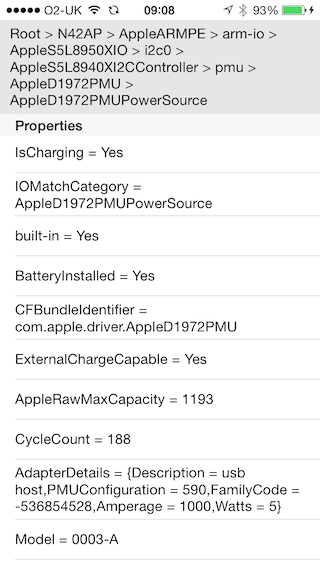 O2-UK 09:08 93%
Root > N42AP > AppleARMPE > arm-io >
AppleS5L8950XIO > i2c0 >
AppleS5L8940XI2CController > pmu >
AppleD1972PMU >
AppleD1972PMUPowerSource
Properties
IsCharging = Yes
IOMatchCategory =
AppleD1972PMUPowerSource
built-in = Yes
BatteryInstalled = Yes
CFBundleIdentifier =
com.apple.driver.AppleD1972PMU
ExternalChargeCapable = Yes
AppleRawMaxCapacity = 1193
CycleCount = 188
AdapterDetails = {Description = usb
host,PMUConfiguration = 590,FamilyCode =
-536854528,Amperage = 1000,Watts = 5}
Model = 0003-A